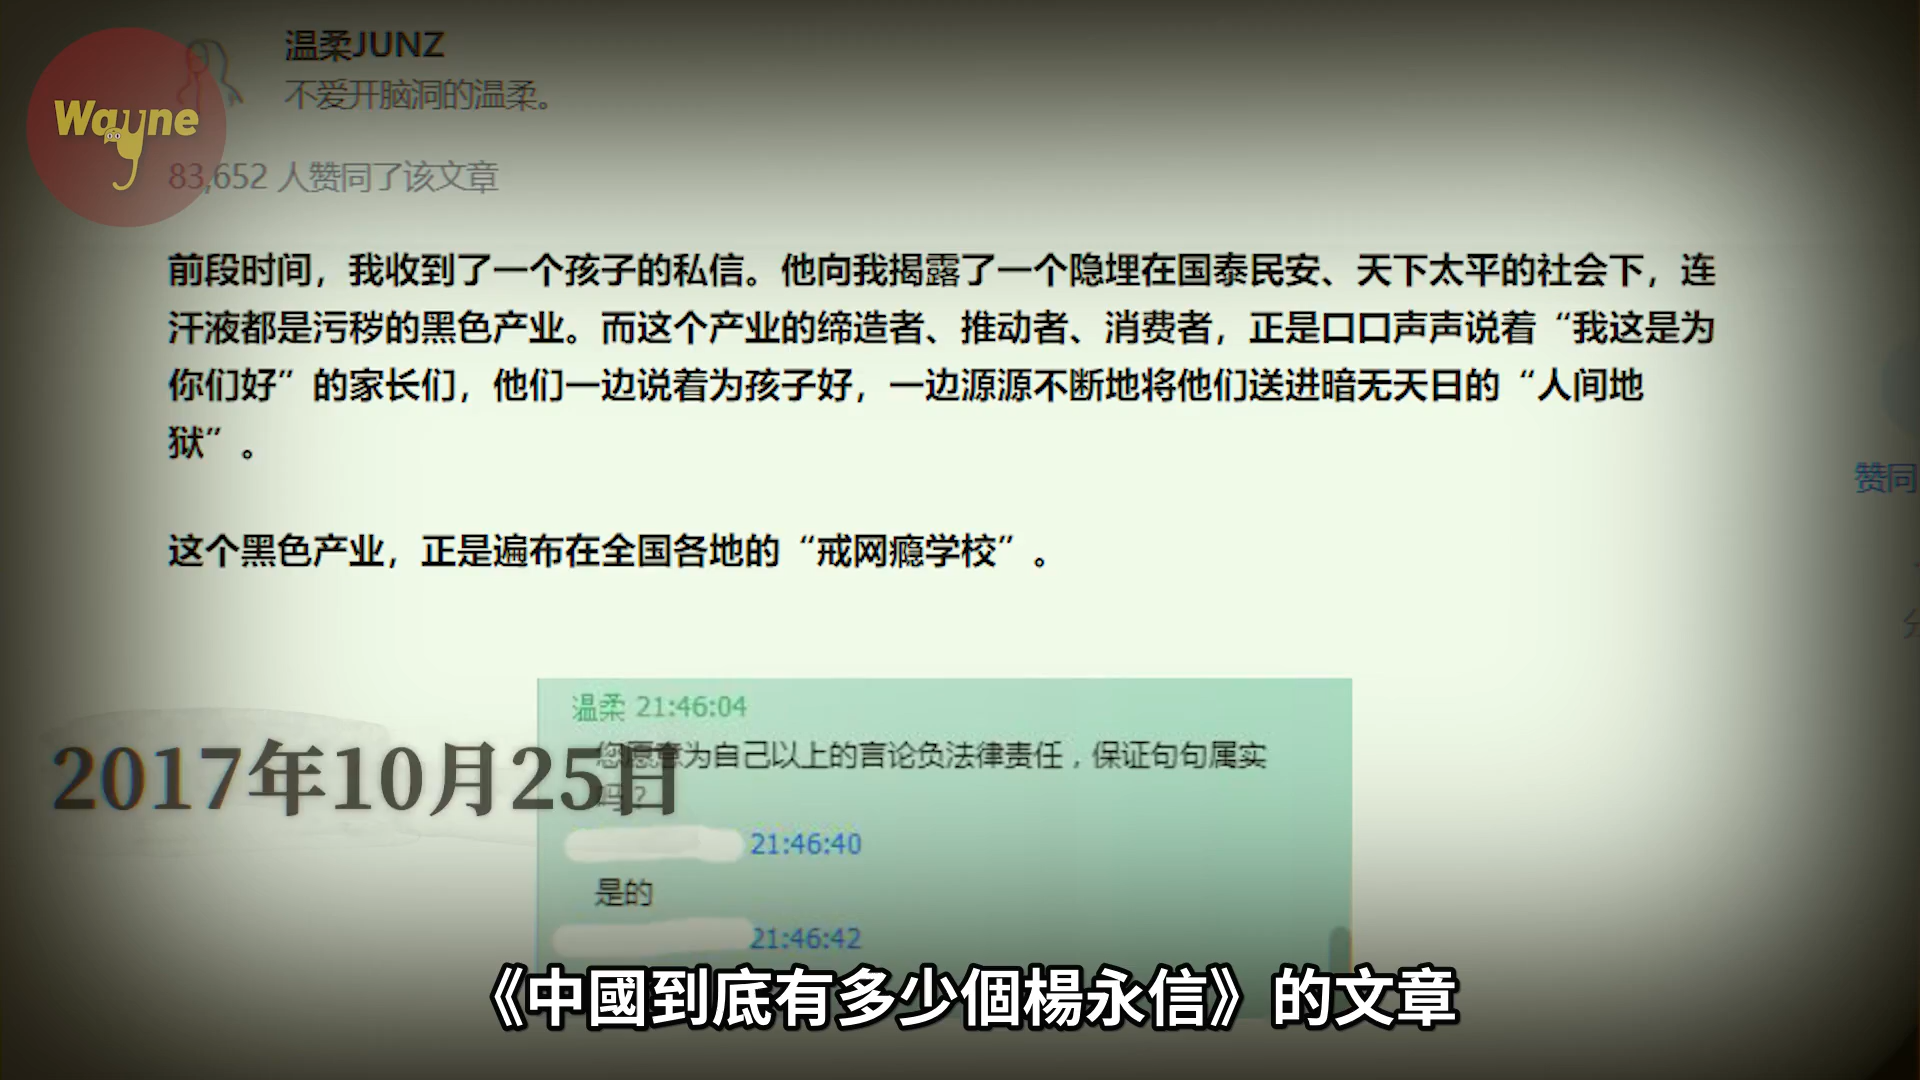 温柔JUNZ
不爱开脑洞的温柔。
Wayne
83,652 人赞同了该文章
前段时间，我收到了一个孩子的私信。他向我揭露了一个隐埋在国泰民安、天下太平的社会下，连
汗液都是污秽的黑色产业。而这个产业的缔造者、推动者、消费者，正是口口声声说着“我这是为
你们好”的家长们，他们一边说着为孩子好，一边源源不断地将他们送进暗无天日的“人间地
狱”。
赞同
这个黑色产业，正是遍布在全国各地的“戒网瘾学校”。
温柔 21:46:04
您愿意为自己以上的言论负法律责任，保证句句属实
吗？
2017年10月25日
21:46:40
是的
21:46:42
《中國到底有多少個楊永信》的文章